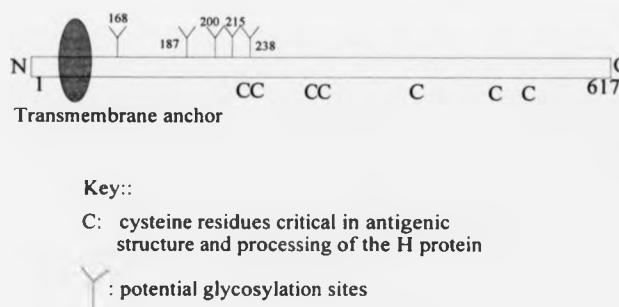 168
200 215
187
238
N
C
1
617
CC CC C C C
Transmembrane anchor
Key::
C: cysteine residues critical in antigenic
structure and processing of the H protein
: potential glycosylation sites